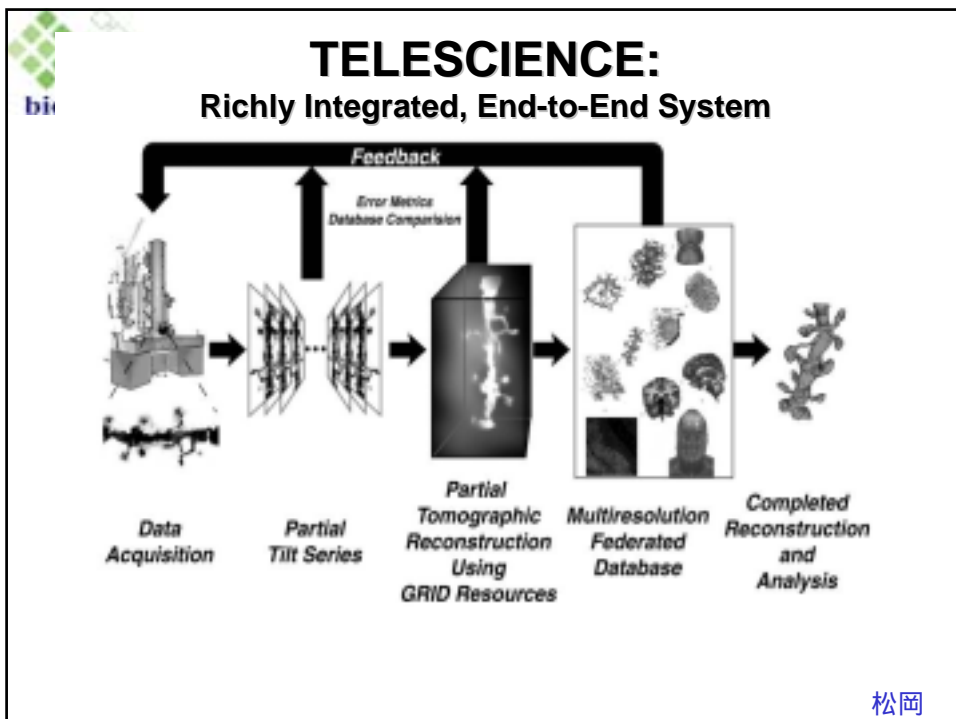 TELESCIENCE:
Richly Integrated, End-to-End System
Feedback
Error Metrics
Database Comparision
Data
Acquisition
Partial
Tilt Series
Partial
Tomographic
Reconstruction
Using
GRID Resources
Multiresolution
Federated
Database
Completed
Reconstruction
and
Analysis
松岡